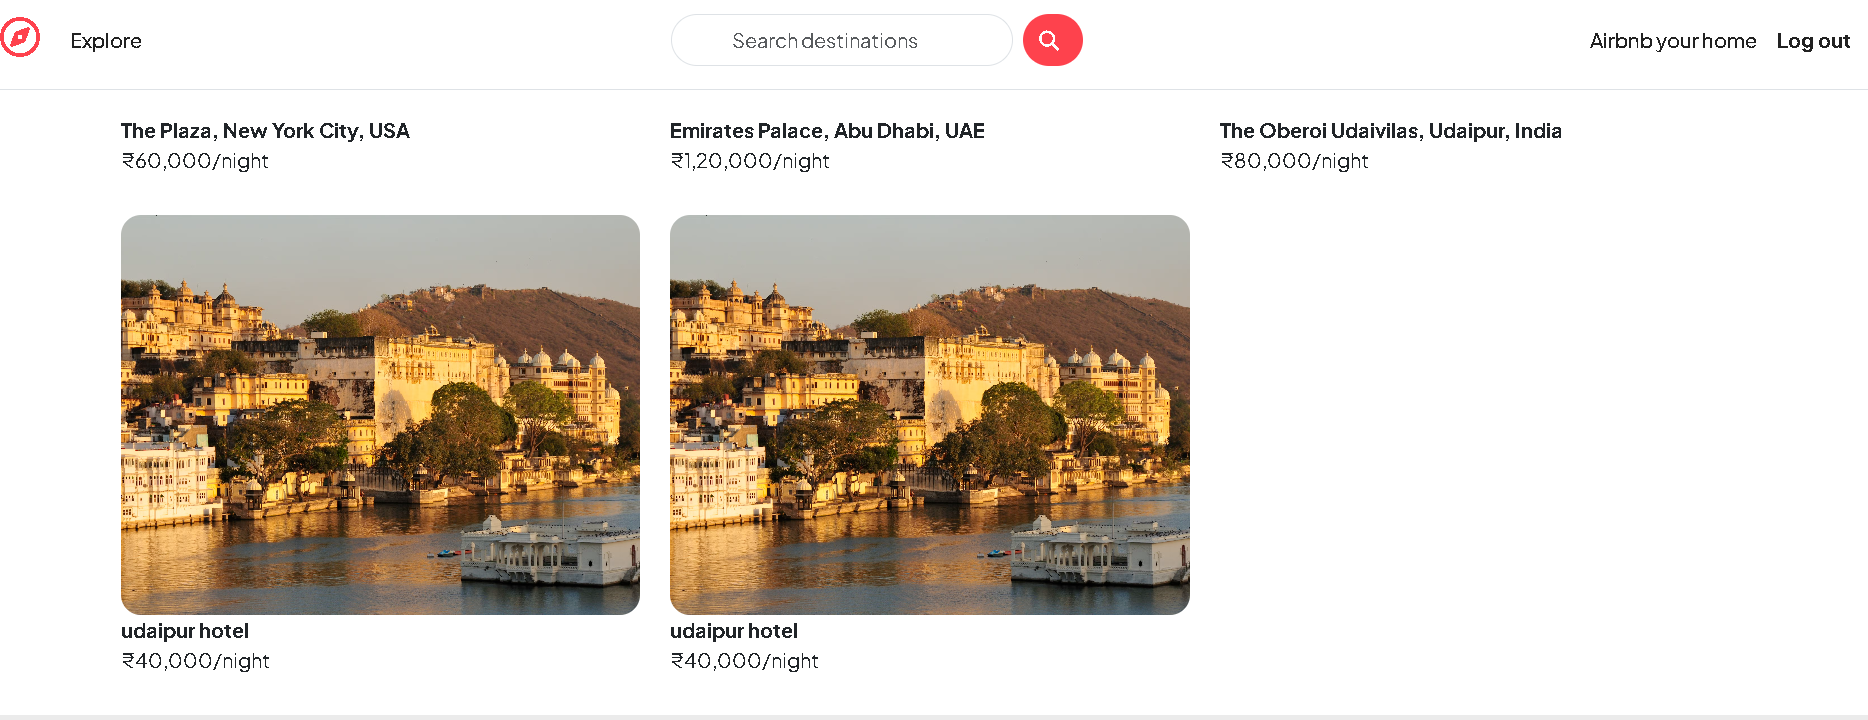 Explore
Search destinations
Airbnb your home
Log out
The Plaza, New York City, USA
₹60,000/night
Emirates Palace, Abu Dhabi, UAE
₹1,20,000/night
The Oberoi Udaivilas, Udaipur, India
₹80,000/night
udaipur hotel
₹40,000/night
udaipur hotel
₹40,000/night